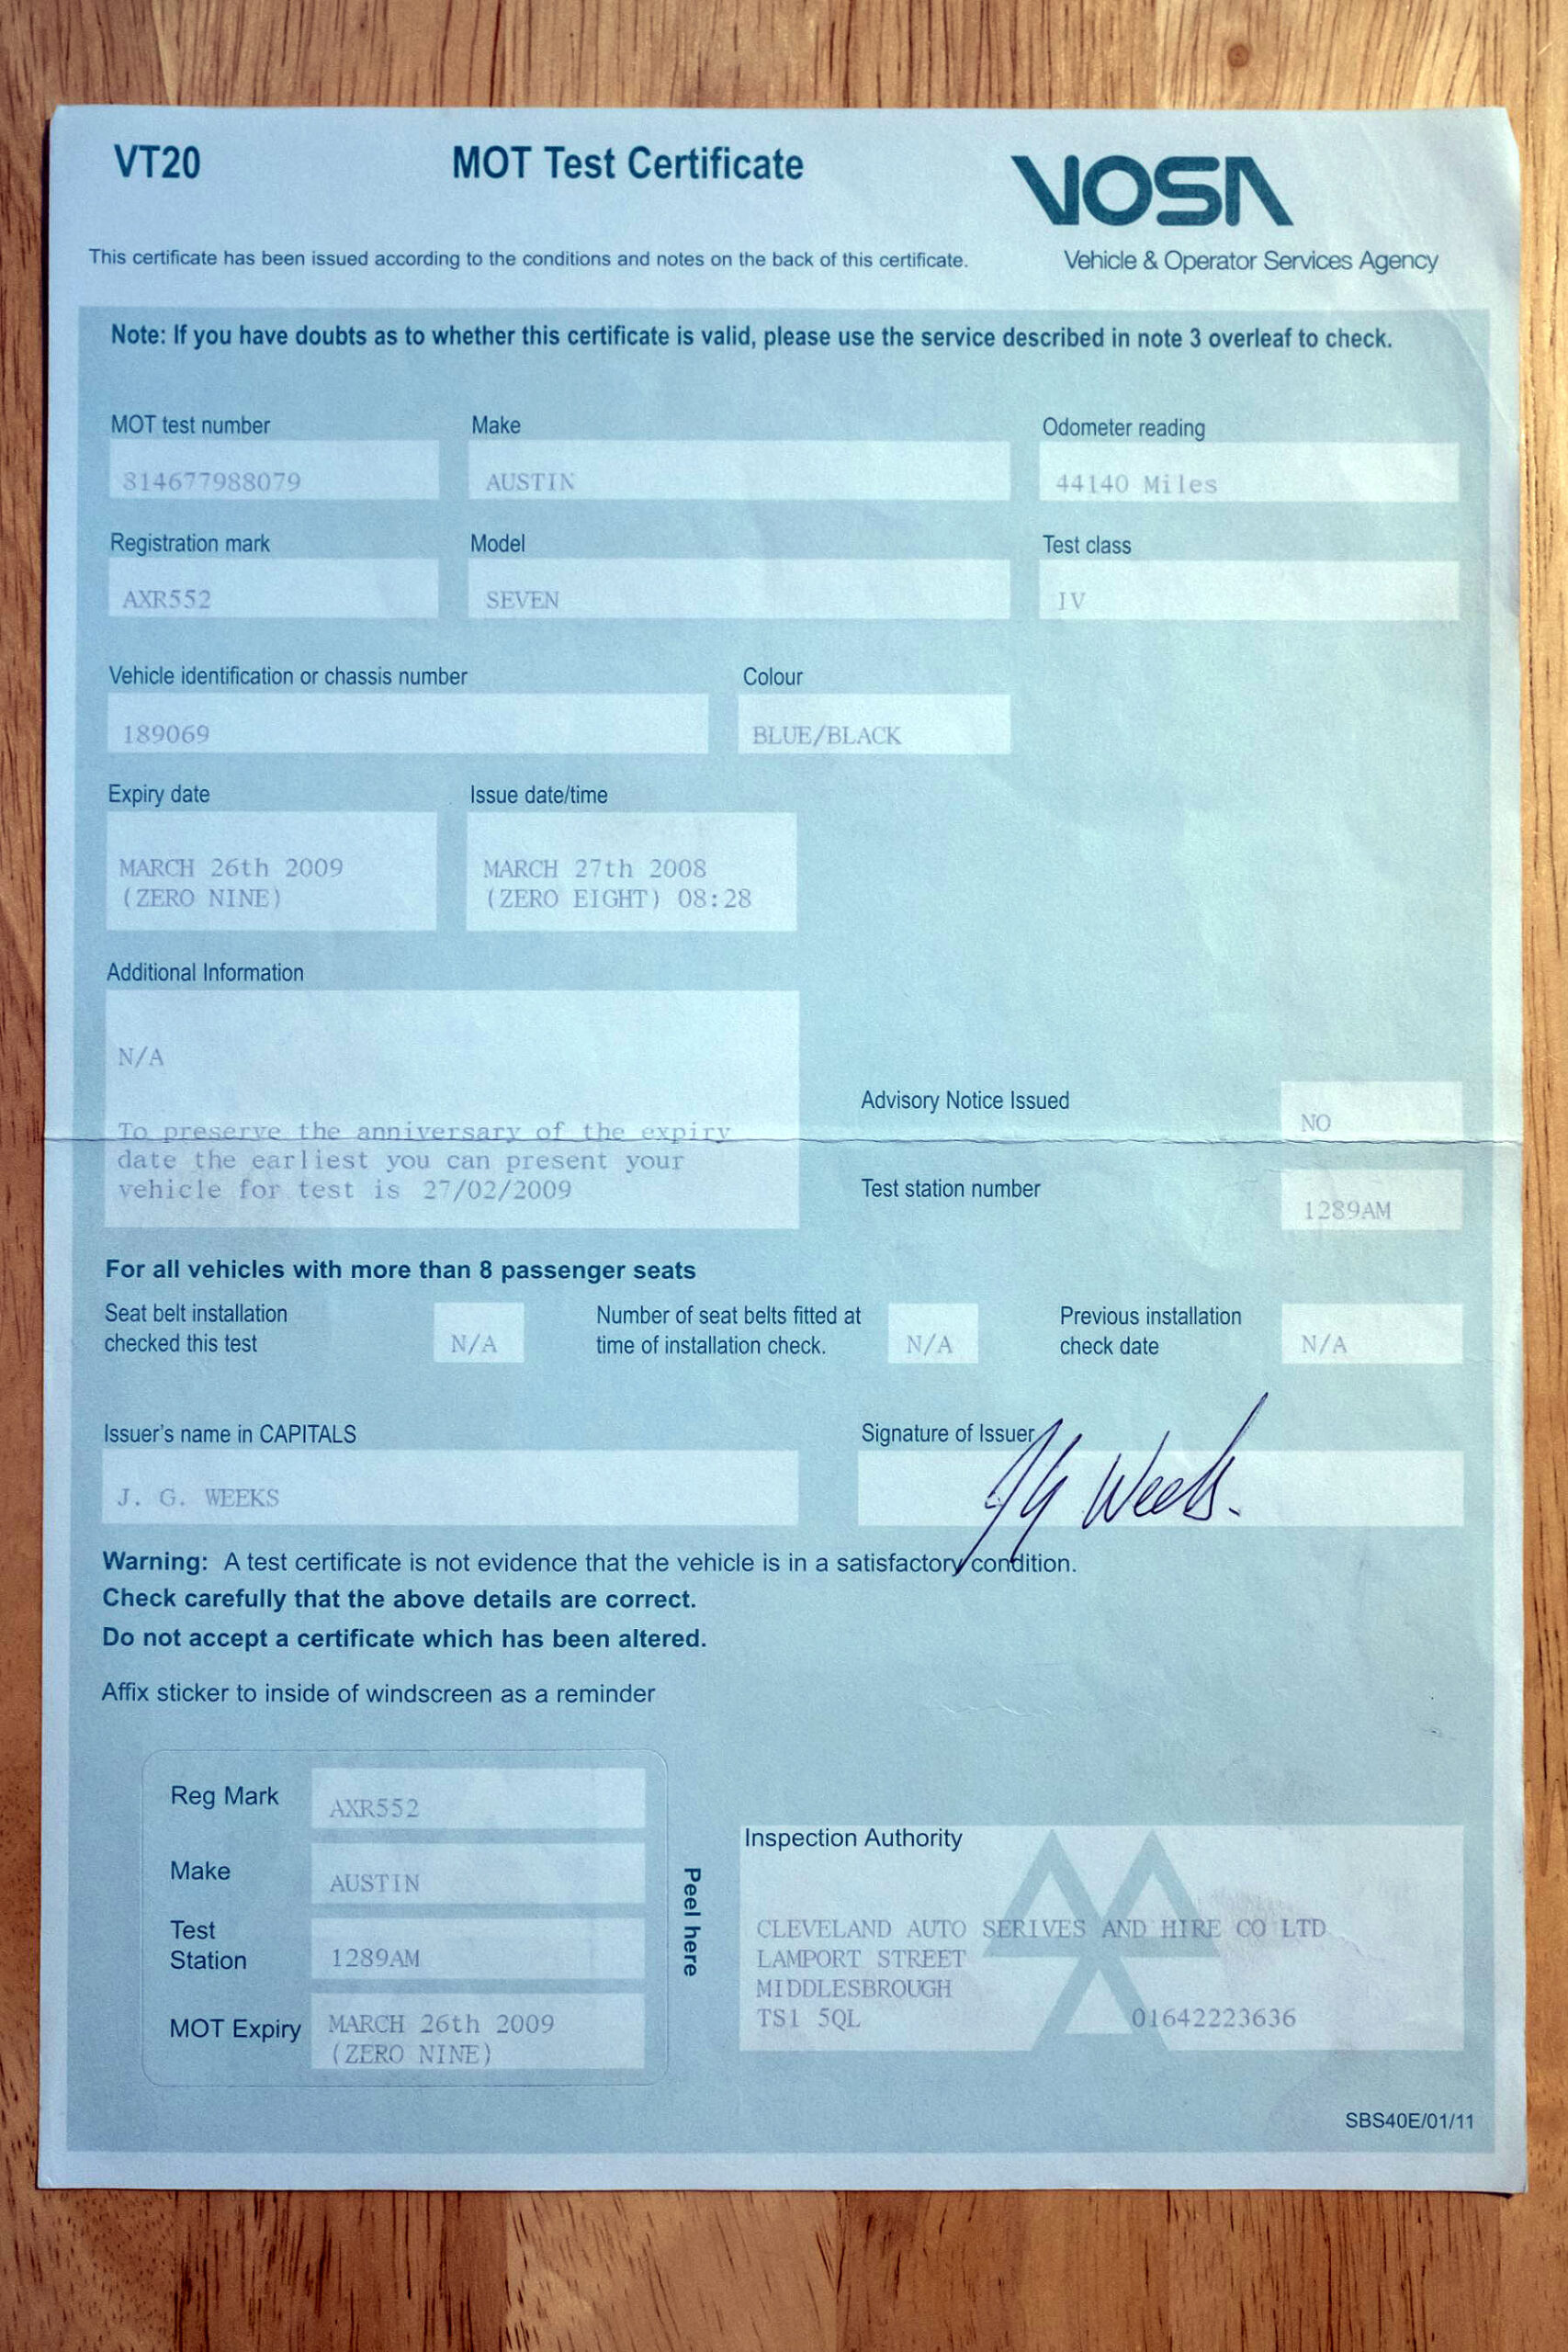 VT20
MOT Test Certificate
VOSA
This certificate has been issued according to the conditions and notes on the back of this certificate.
Vehicle & Operator Services Agency
Note: If you have doubts as to whether this certificate is valid, please use the service described in note 3 overleaf to check.
MOT test number
Make
Odometer reading
814677988079
AUSTIN
44140 Miles
Registration mark
Model
Test class
AXR552
SEVEN
IV
Vehicle identification or chassis number
Colour
189069
BLUE/BLACK
Expiry date
Issue date/time
MARCH 26th 2009
(ZERO NINE)
MARCH 27th 2008
(ZERO EIGHT) 08:28
Additional Information
N/A
To preserve the anniversary of the expiry
date the earliest you can present your
vehicle for test is 27/02/2009
Advisory Notice Issued
NO
Test station number
1289AM
For all vehicles with more than 8 passenger seats
Seat belt installation
checked this test
N/A
Number of seat belts fitted at
time of installation check.
N/A
Previous installation
check date
N/A
Issuer's name in CAPITALS
J. G. WEEKS
Signature of Issuer
JG Weeks.
Warning: A test certificate is not evidence that the vehicle is in a satisfactory condition.
Check carefully that the above details are correct.
Do not accept a certificate which has been altered.
Affix sticker to inside of windscreen as a reminder
Reg Mark
AXR552
Make
AUSTIN
Test
Station
1289AM
MOT Expiry
MARCH 26th 2009
(ZERO NINE)
Peel here
Inspection Authority
CLEVELAND AUTO SERIVES AND HIRE CO LTD
LAMPORT STREET
MIDDLESBROUGH
TS1 5QL
01642223636
SBS40E/01/11